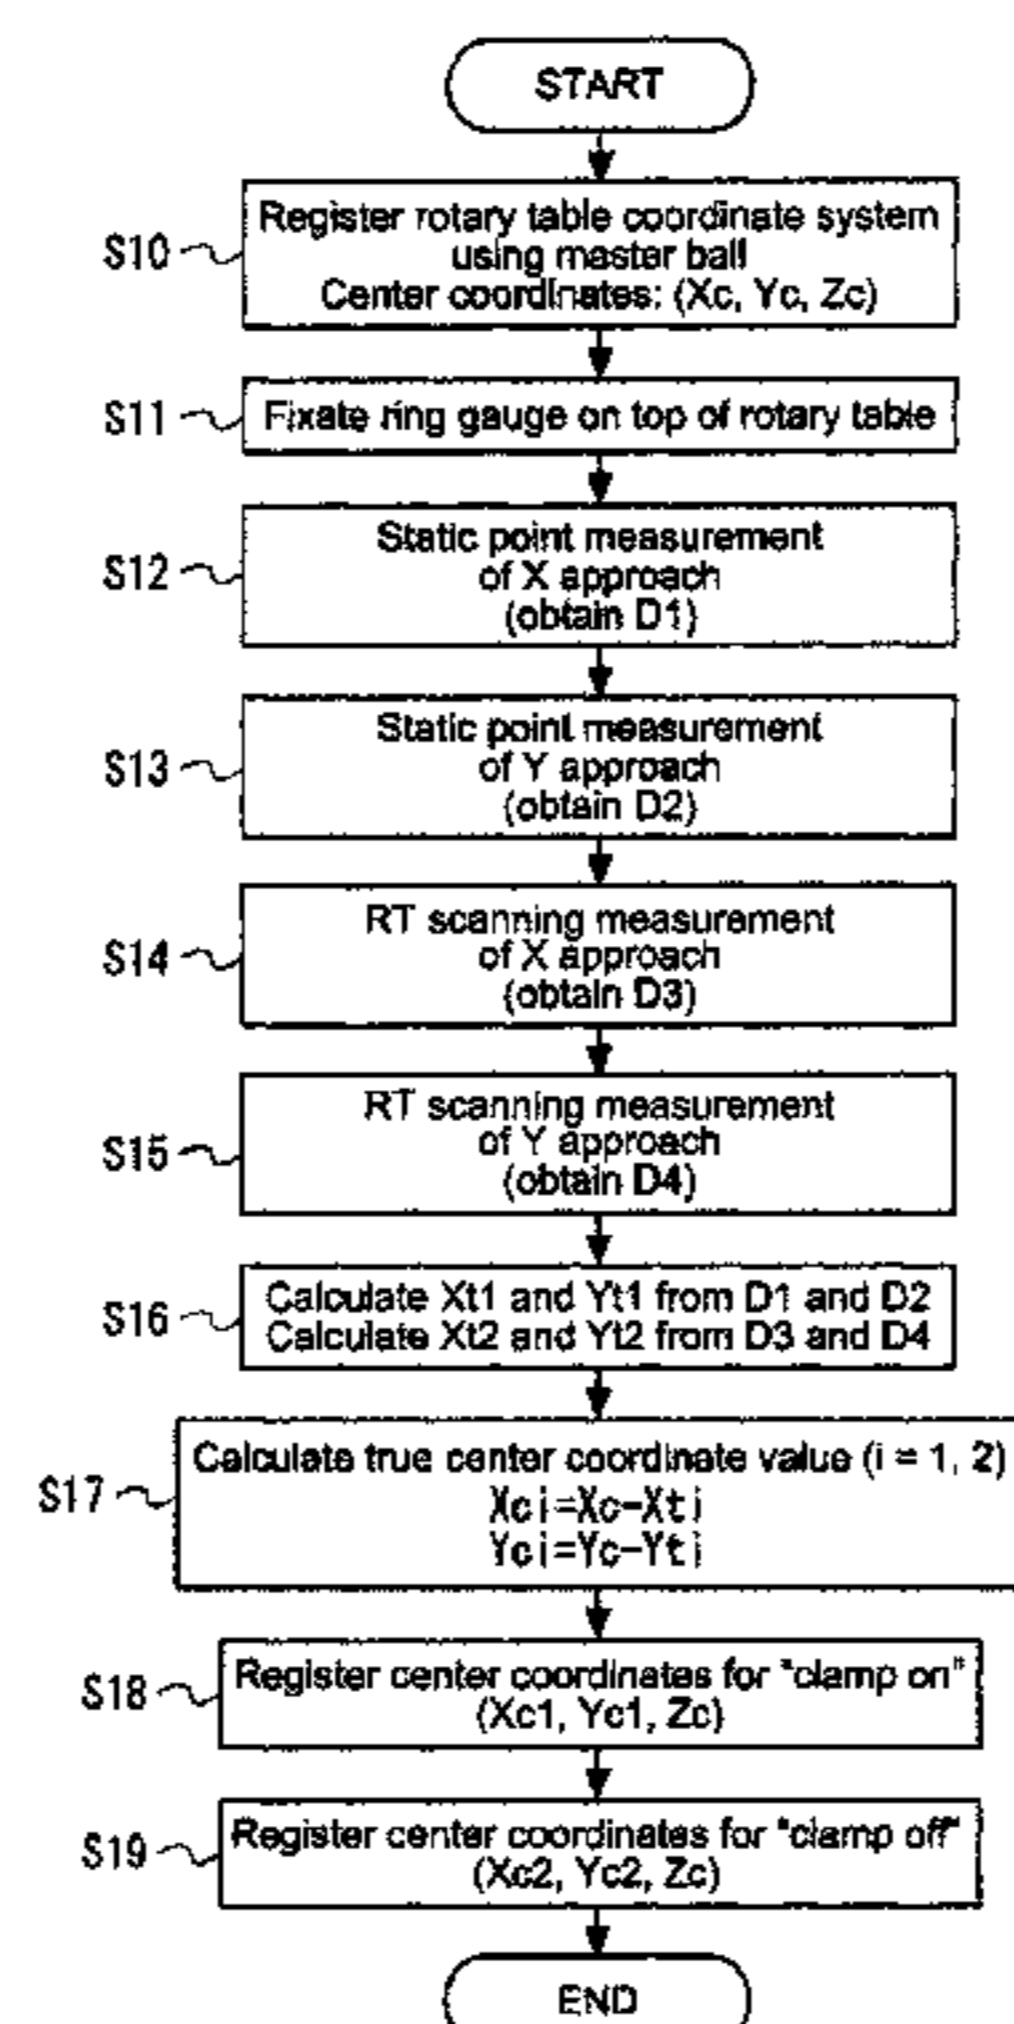 START
S10
Register rotary table coordinate system
using master ball
Center coordinates: (Xc, Yc, Zc)
S11
Fixate ring gauge on top of rotary table
S12
Static point measurement
of X approach
(obtain D1)
S13
Static point measurement
of Y approach
(obtain D2)
S14
RT scanning measurement
of X approach
(obtain D3)
S15
RT scanning measurement
of Y approach
(obtain D4)
S16
Calculate Xt1 and Yt1 from D1 and D2
Calculate Xt2 and Yt2 from D3 and D4
S17
Calculate true center coordinate value (i = 1, 2)
Xci=Xc-Xti
Yci=Yc-Yti
S18
Register center coordinates for "clamp on"
(Xc1, Yc1, Zc)
S19
Register center coordinates for "clamp off"
(Xc2, Yc2, Zc)
END